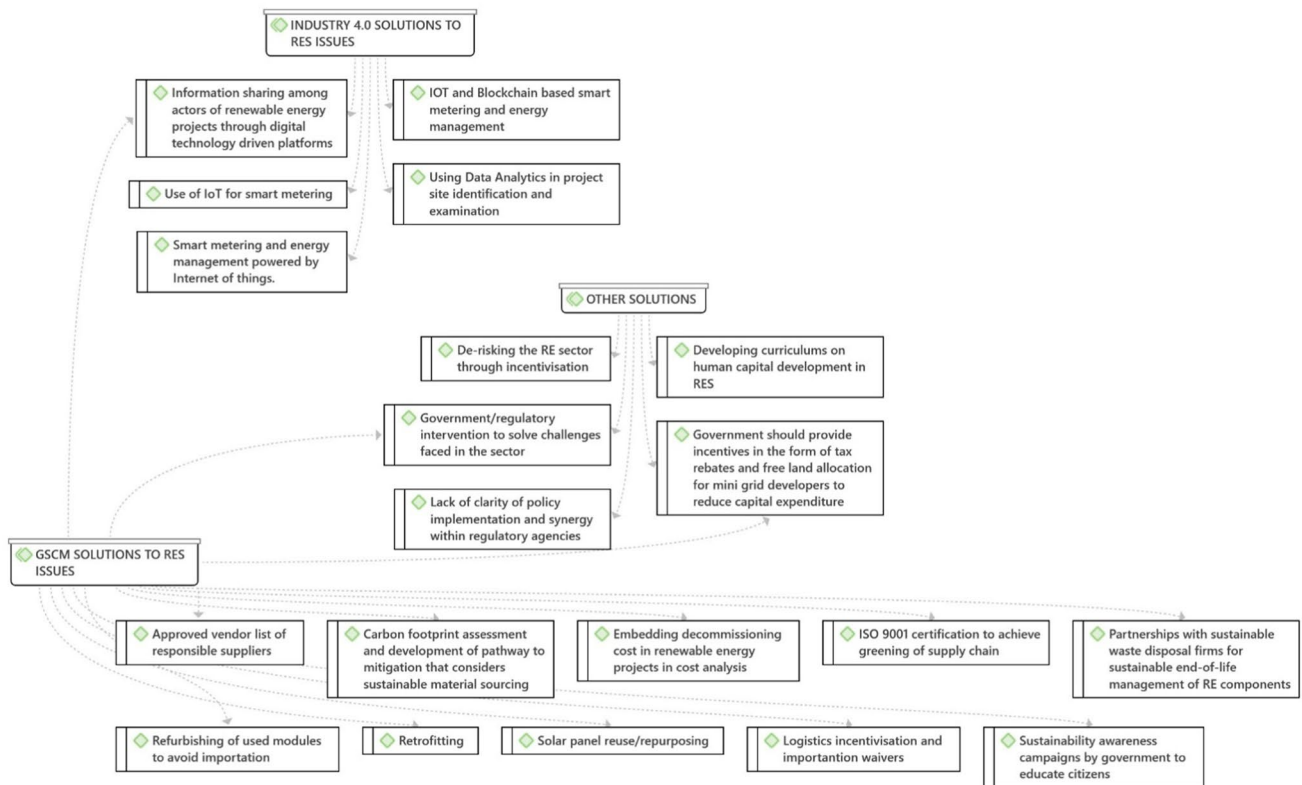 INDUSTRY 4.0 SOLUTIONS TO
RES ISSUES
Information sharing among
actors of renewable energy
projects through digital
technology driven platforms
IOT and Blockchain based smart
metering and energy
management
Use of IoT for smart metering
Using Data Analytics in project
site identification and
examination
Smart metering and energy
management powered by
Internet of things.
OTHER SOLUTIONS
De-risking the RE sector
through incentivisation
Developing curriculums on
human capital development in
RES
Government/regulatory
intervention to solve challenges
faced in the sector
Government should provide
incentives in the form of tax
rebates and free land allocation
for mini grid developers to
reduce capital expenditure
Lack of clarity of policy
implementation and synergy
within regulatory agencies
GSCM SOLUTIONS TO RES
ISSUES
Approved vendor list of
responsible suppliers
Carbon footprint assessment
and development of pathway to
mitigation that considers
sustainable material sourcing
Embedding decommissioning
cost in renewable energy
projects in cost analysis
ISO 9001 certification to achieve
greening of supply chain
Partnerships with sustainable
waste disposal firms for
sustainable end-of-life
management of RE components
Refurbishing of used modules
to avoid importation
Retrofitting
Solar panel reuse/repurposing
Logistics incentivisation and
importantion waivers
Sustainability awareness
campaigns by government to
educate citizens